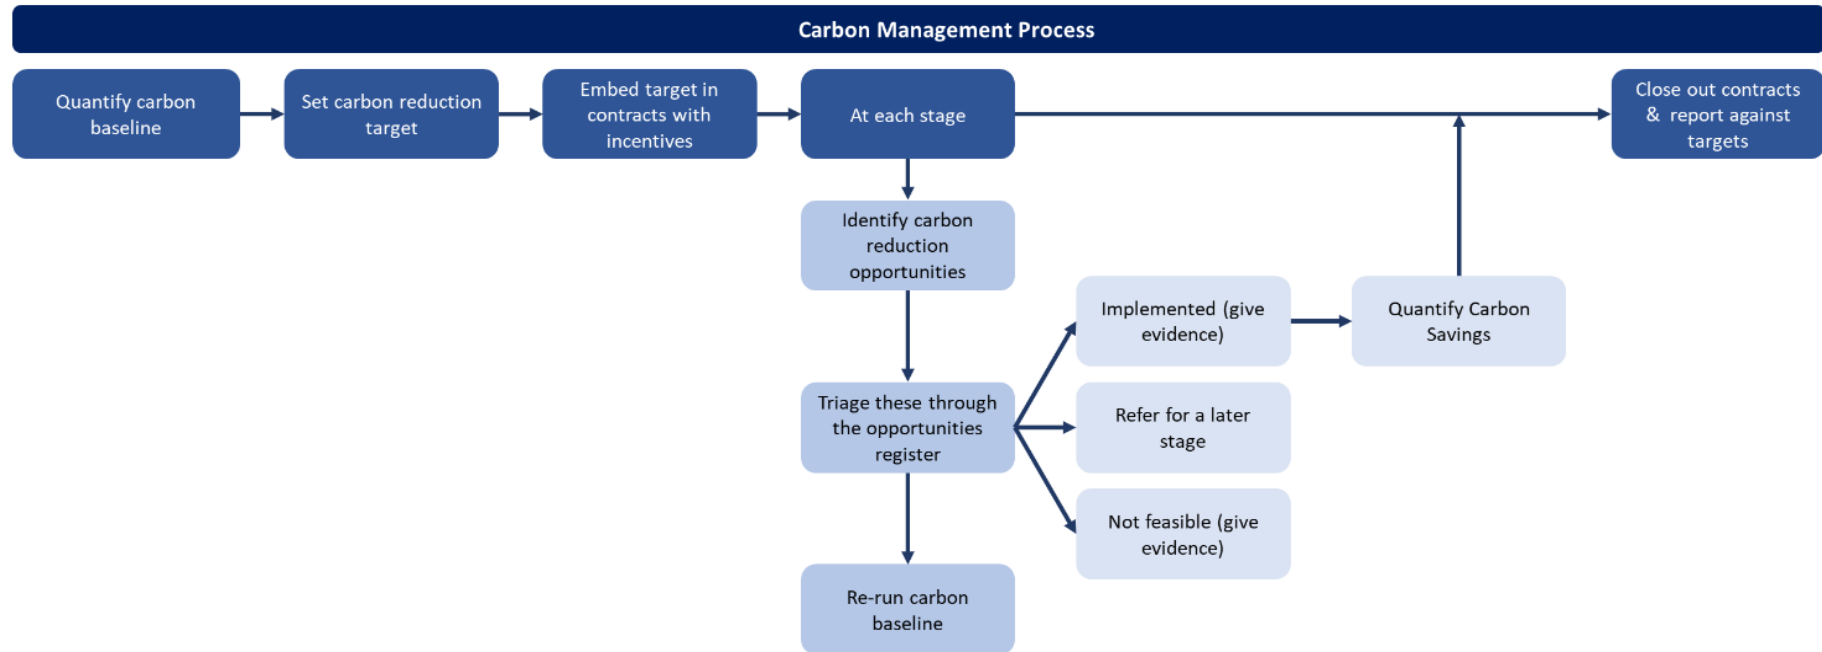 Carbon Management Process
Quantify carbon
baseline
Set carbon reduction
target
Embed target in
contracts with
incentives
At each stage
Close out contracts
& report against
targets
Identify carbon
reduction
opportunities
Implemented (give
evidence)
Quantify Carbon
Savings
Triage these through
the opportunities
register
Refer for a later
stage
Not feasible (give
evidence)
Re-run carbon
baseline